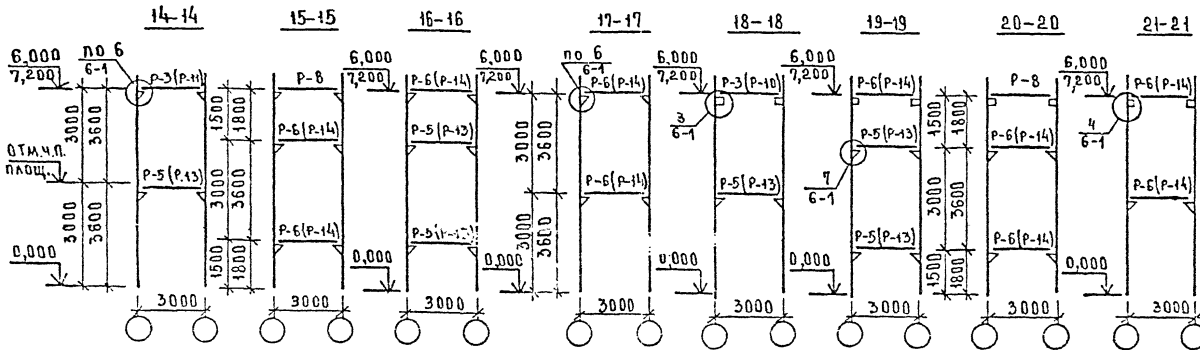 14-14
15-15
16-16
17-17
18-18
19-19
20-20
21-21
6,000
7,200
ПО 6
6-1
Р-3(Р-11)
Р-5(Р-13)
ОТМ.Ч.П.
ПЛОЩ.
0,000
3000
3600
3000
3600
3000
Р-8
Р-6(Р-14)
Р-6(Р-14)
1500
1800
3000
3600
1500
1800
3000
6,000
7,200
Р-6(Р-14)
Р-5(Р-13)
0,000
3000
6,000
7,200
ПО 6
6-1
Р-6(Р-14)
Р-6(Р-14)
0,000
3000
3600
3000
3600
3000
6,000
7,200
Р-3(Р-10)
3
6-1
Р-5(Р-13)
0,000
3000
6,000
7,200
Р-6(Р-14)
Р-5(Р-13)
7
6-1
Р-5(Р-13)
0,000
3000
1500
1800
3000
3600
1500
1800
Р-8
Р-6(Р-14)
Р-6(Р-14)
3000
6,000
7,200
Р-6(Р-14)
4
6-1
Р-6(Р-14)
0,000
3000